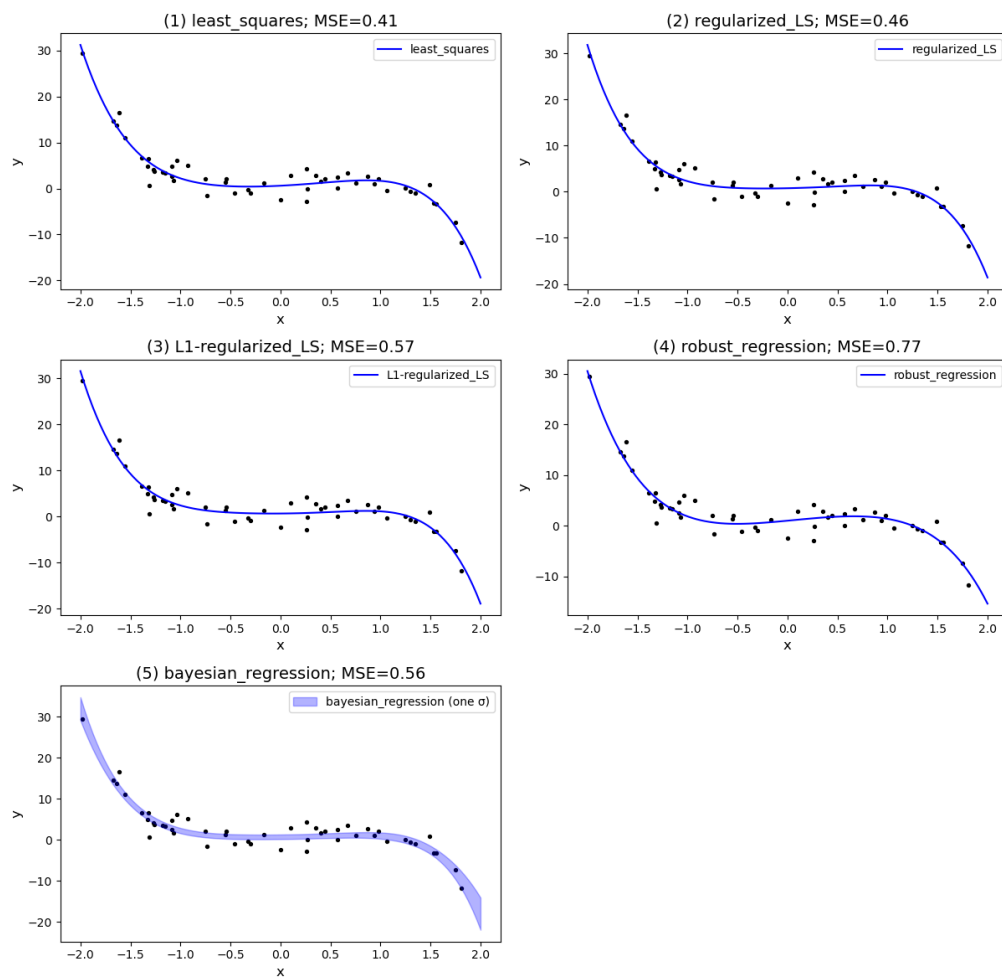 (1) least_squares; MSE=0.41
least_squares
y
30
20
10
0
−10
−20
−2.0 −1.5 −1.0 −0.5 0.0 0.5 1.0 1.5 2.0
x
(2) regularized_LS; MSE=0.46
regularized_LS
y
30
20
10
0
−10
−20
−2.0 −1.5 −1.0 −0.5 0.0 0.5 1.0 1.5 2.0
x
(3) L1-regularized_LS; MSE=0.57
L1-regularized_LS
y
30
20
10
0
−10
−20
−2.0 −1.5 −1.0 −0.5 0.0 0.5 1.0 1.5 2.0
x
(4) robust_regression; MSE=0.77
robust_regression
y
30
20
10
0
−10
−2.0 −1.5 −1.0 −0.5 0.0 0.5 1.0 1.5 2.0
x
(5) bayesian_regression; MSE=0.56
bayesian_regression (one σ)
y
30
20
10
0
−10
−20
−2.0 −1.5 −1.0 −0.5 0.0 0.5 1.0 1.5 2.0
x